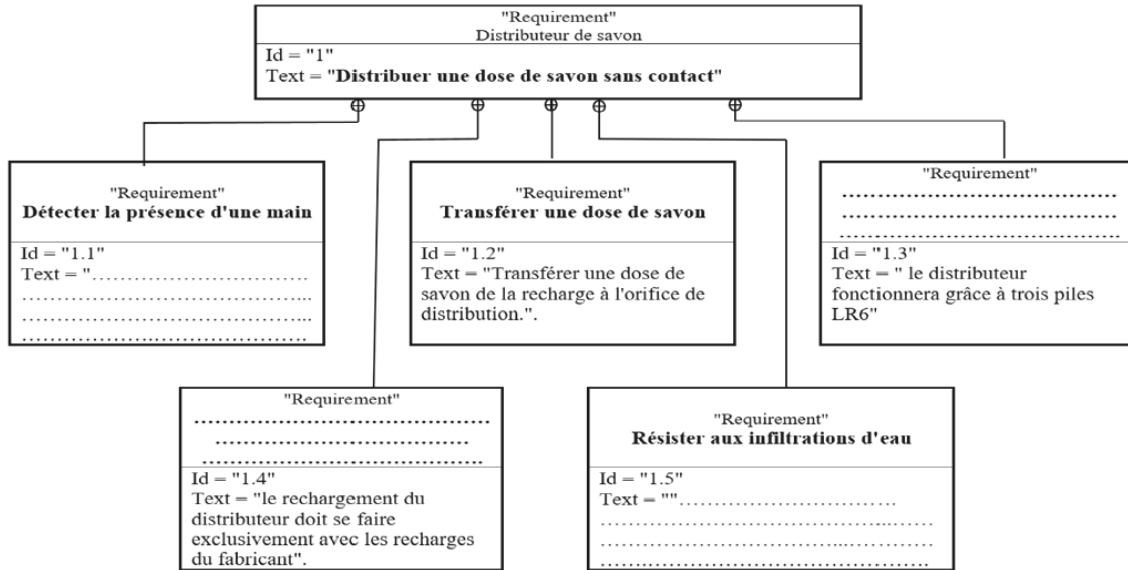 "Requirement"
Distributeur de savon
Id = "1"
Text = "Distribuer une dose de savon sans contact"
"Requirement"
Détecter la présence d'une main
Id = "1.1"
Text = "……………………………
……………………………………...
……………………………………...
……………….…………………….
"Requirement"
Transférer une dose de savon
Id = "1.2"
Text = "Transférer une dose de
savon de la recharge à l'orifice de
distribution.".
"Requirement"
……………………………………
……………………………………
……………………………………
Id = "1.3"
Text = " le distributeur
fonctionnera grâce à trois piles
LR6"
"Requirement"
………………………………………
…………………………………
……………………………………
Id = "1.4"
Text = "le rechargement du
distributeur doit se faire
exclusivement avec les recharges
du fabricant".
"Requirement"
Résister aux infiltrations d'eau
Id = "1.5"
Text = ""……………………………
……………………………………...……
………………………………...…………
…….…………………………….……….